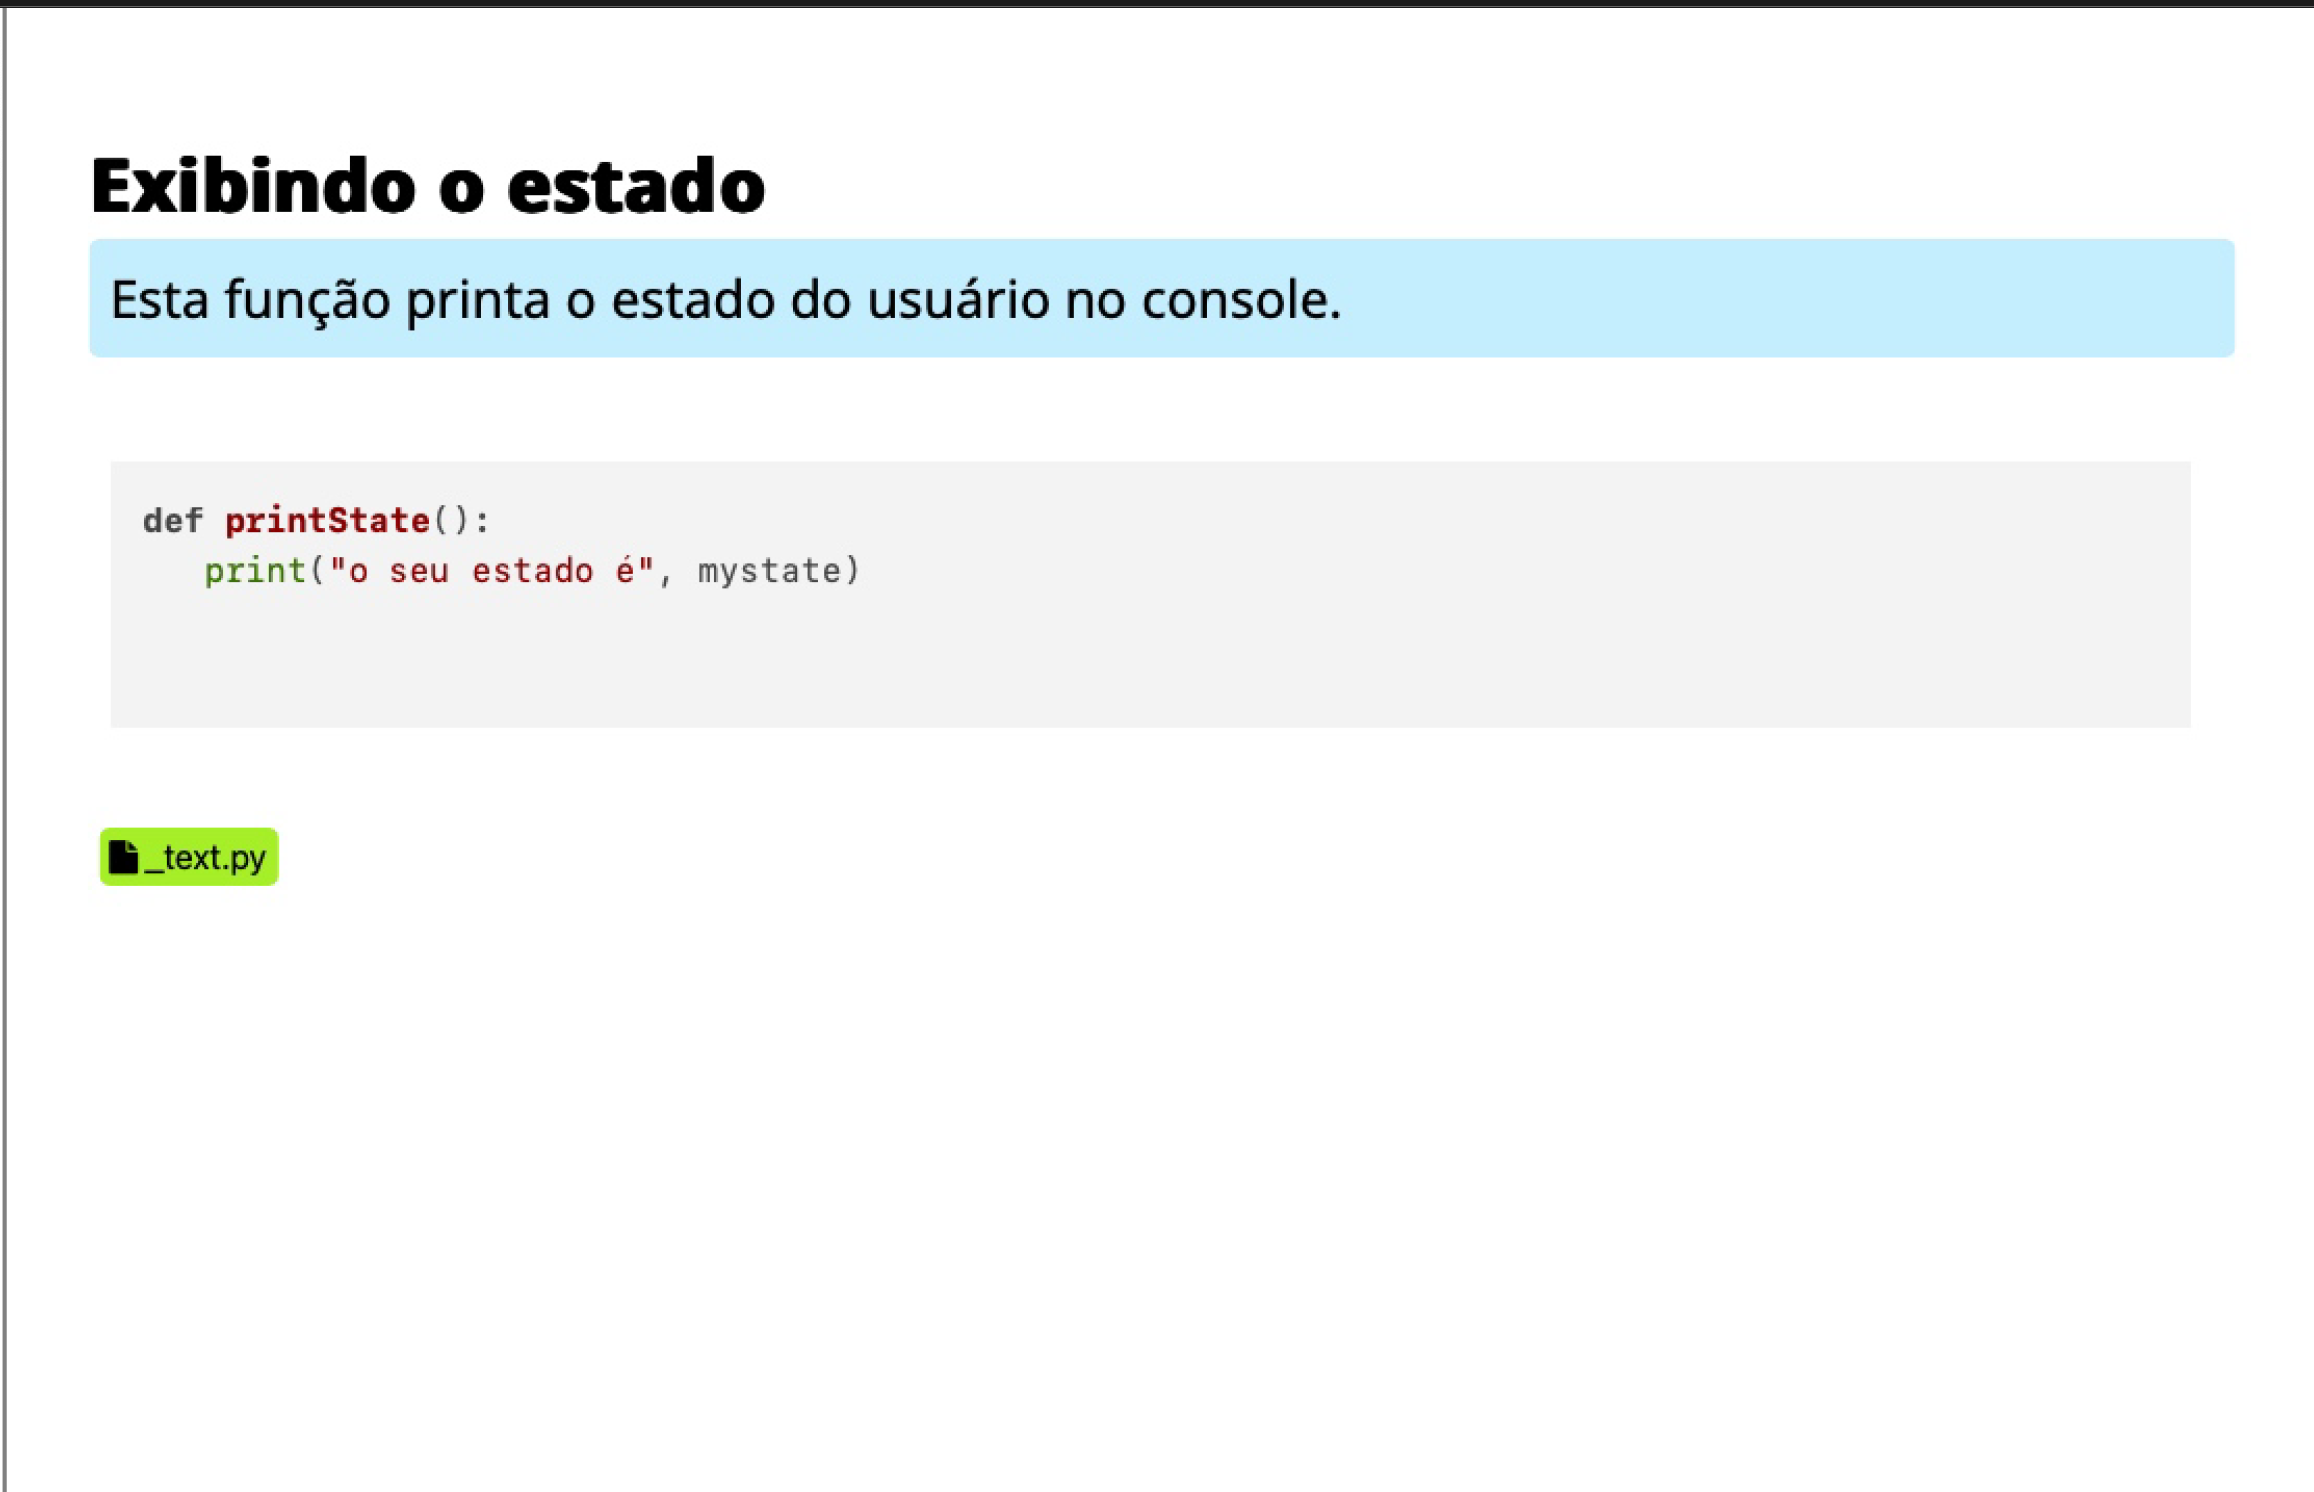 Exibindo o estado
Esta função printa o estado do usuário no console.
def printState():
   print("o seu estado é", mystate)
_text.py